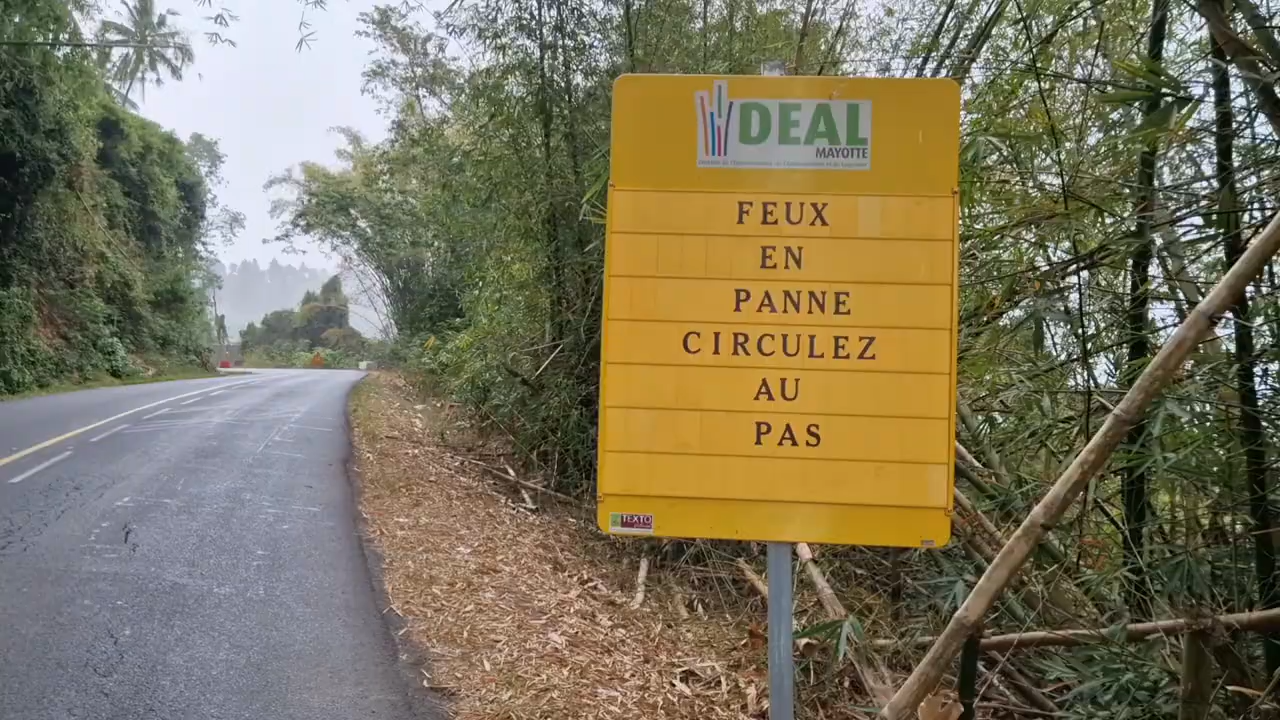 DEAL
MAYOTTE
FEUX
EN
PANNE
CIRCULEZ
AU
PAS
TEXTO